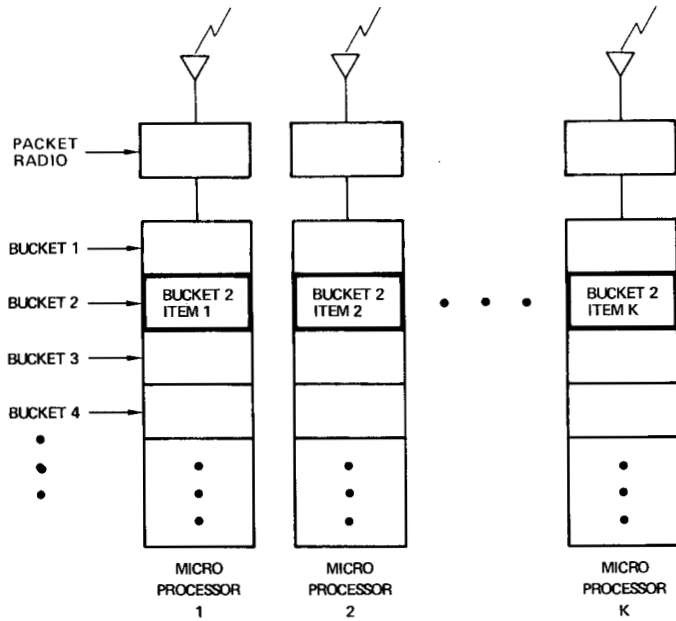 PACKET
RADIO
BUCKET 1
BUCKET 2
BUCKET 2
ITEM 1
BUCKET 2
ITEM 2
BUCKET 2
ITEM K
BUCKET 3
BUCKET 4
MICRO
PROCESSOR
1
MICRO
PROCESSOR
2
MICRO
PROCESSOR
K